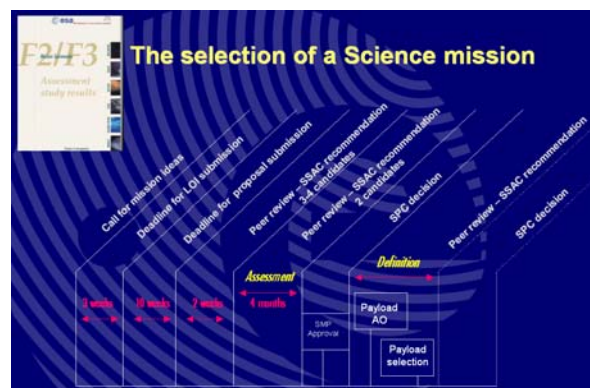 esa
F2/F3
Assessment
study results
The selection of a Science mission
Call for mission ideas
Deadline for LOI submission
Deadline for proposal submission
Peer review – SSAC recommendation
3-4 candidates
Peer review – SSAC recommendation
2 candidates
SPC decision
Peer review – SSAC recommendation
SPC decision
Assessment
Definition
10 weeks
2 weeks
4 months
SMP
Approval
Payload
AO
Payload
selection